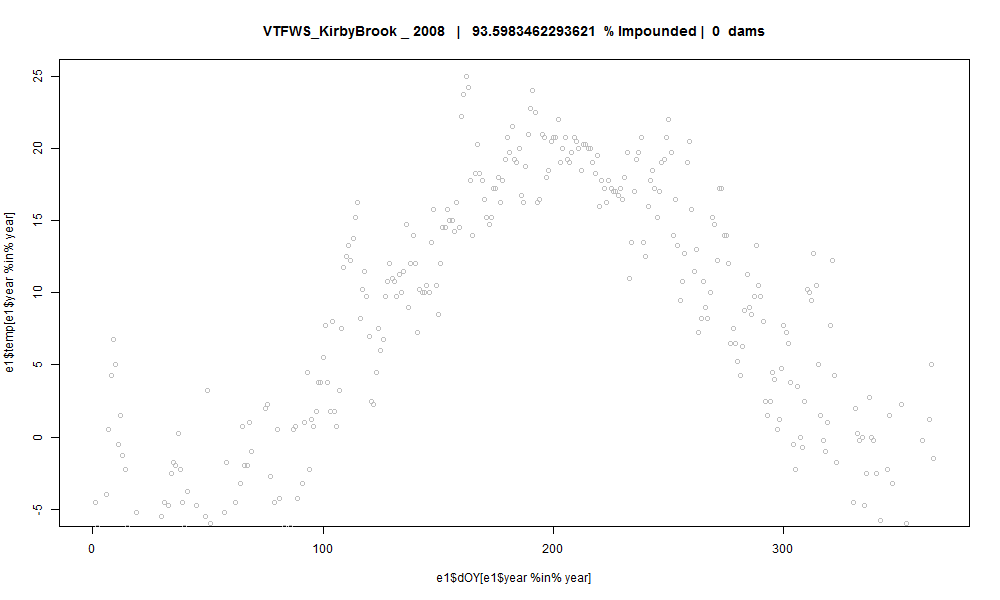 VTFWS_KirbyBrook _ 2008 | 93.5983462293621 % Impounded | 0 dams
e1$temp[e1$year %in% year]
25
20
15
10
5
0
-5
0 100 200 300
e1$dOY[e1$year %in% year]